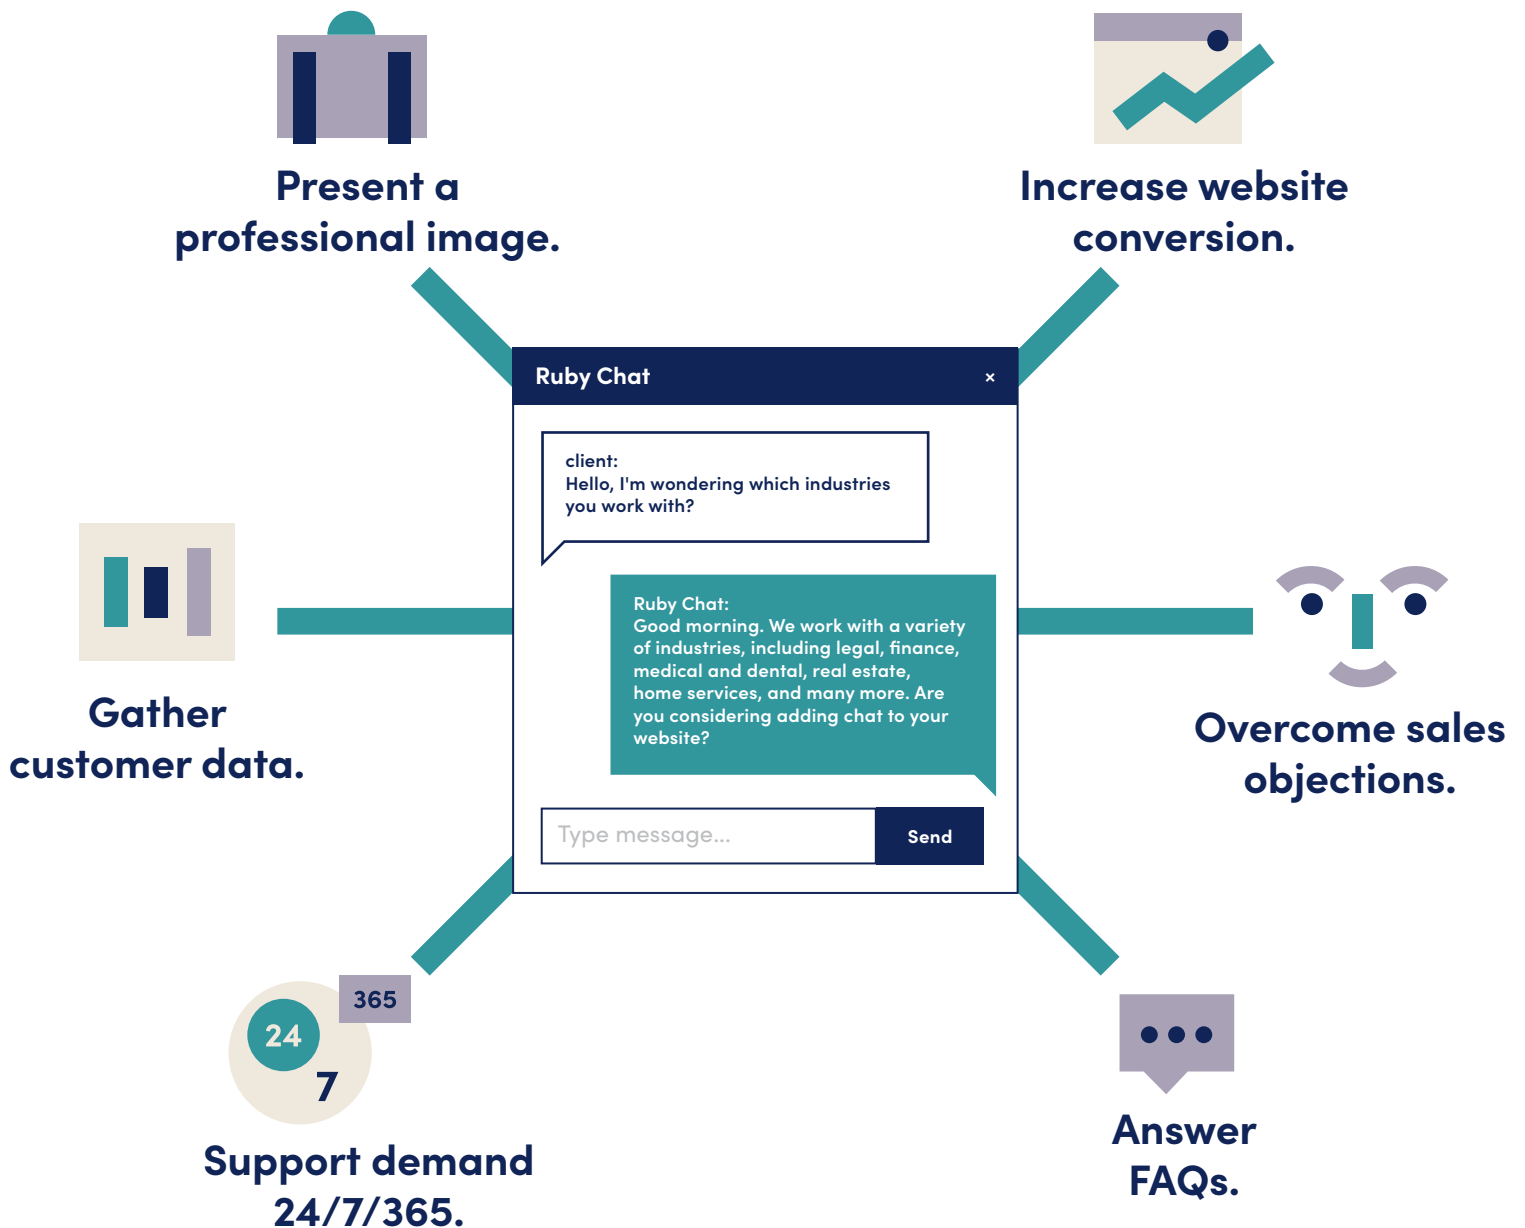 Present a
professional image.
Increase website
conversion.
Ruby Chat ×
client:
Hello, I'm wondering which industries
you work with?
Ruby Chat:
Good morning. We work with a variety
of industries, including legal, finance,
medical and dental, real estate,
home services, and many more. Are
you considering adding chat to your
website?
Type message...
Send
Gather
customer data.
Overcome sales
objections.
365
24
7
Support demand
24/7/365.
Answer
FAQs.